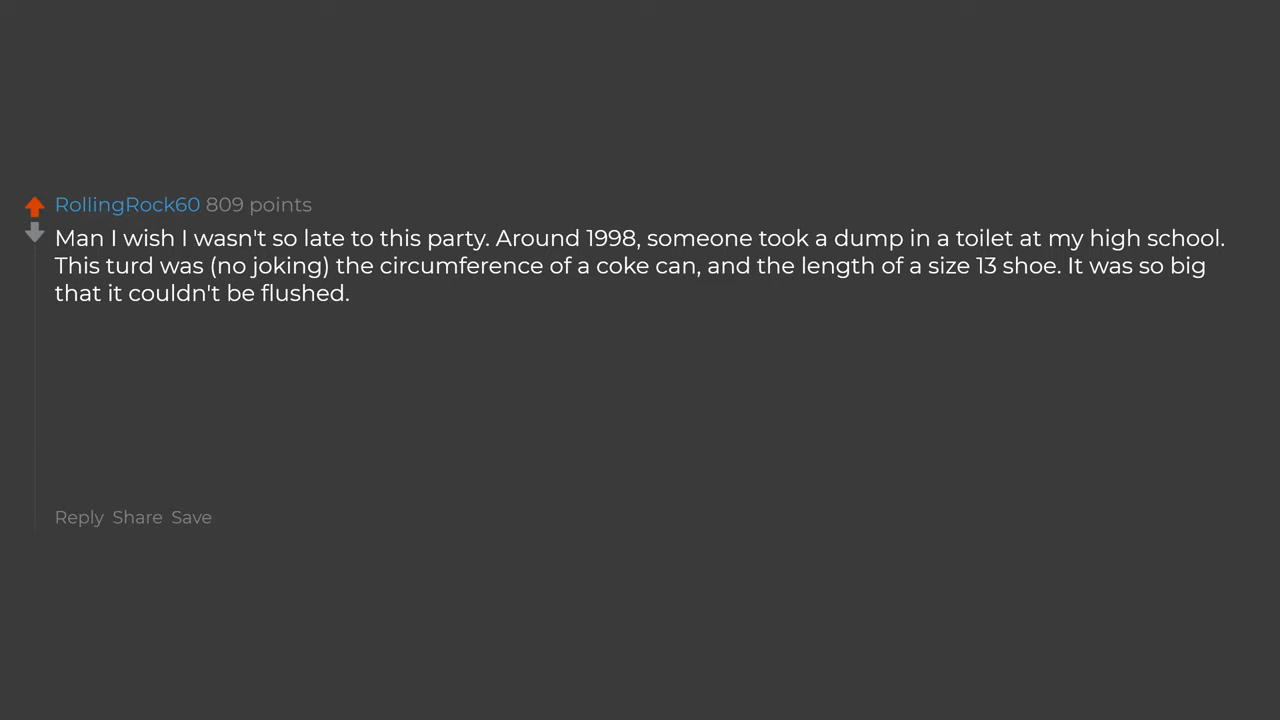 RollingRock60 809 points
Man I wish I wasn't so late to this party. Around 1998, someone took a dump in a toilet at my high school.
This turd was (no joking) the circumference of a coke can, and the length of a size 13 shoe. It was so big
that it couldn't be flushed.
Reply Share Save